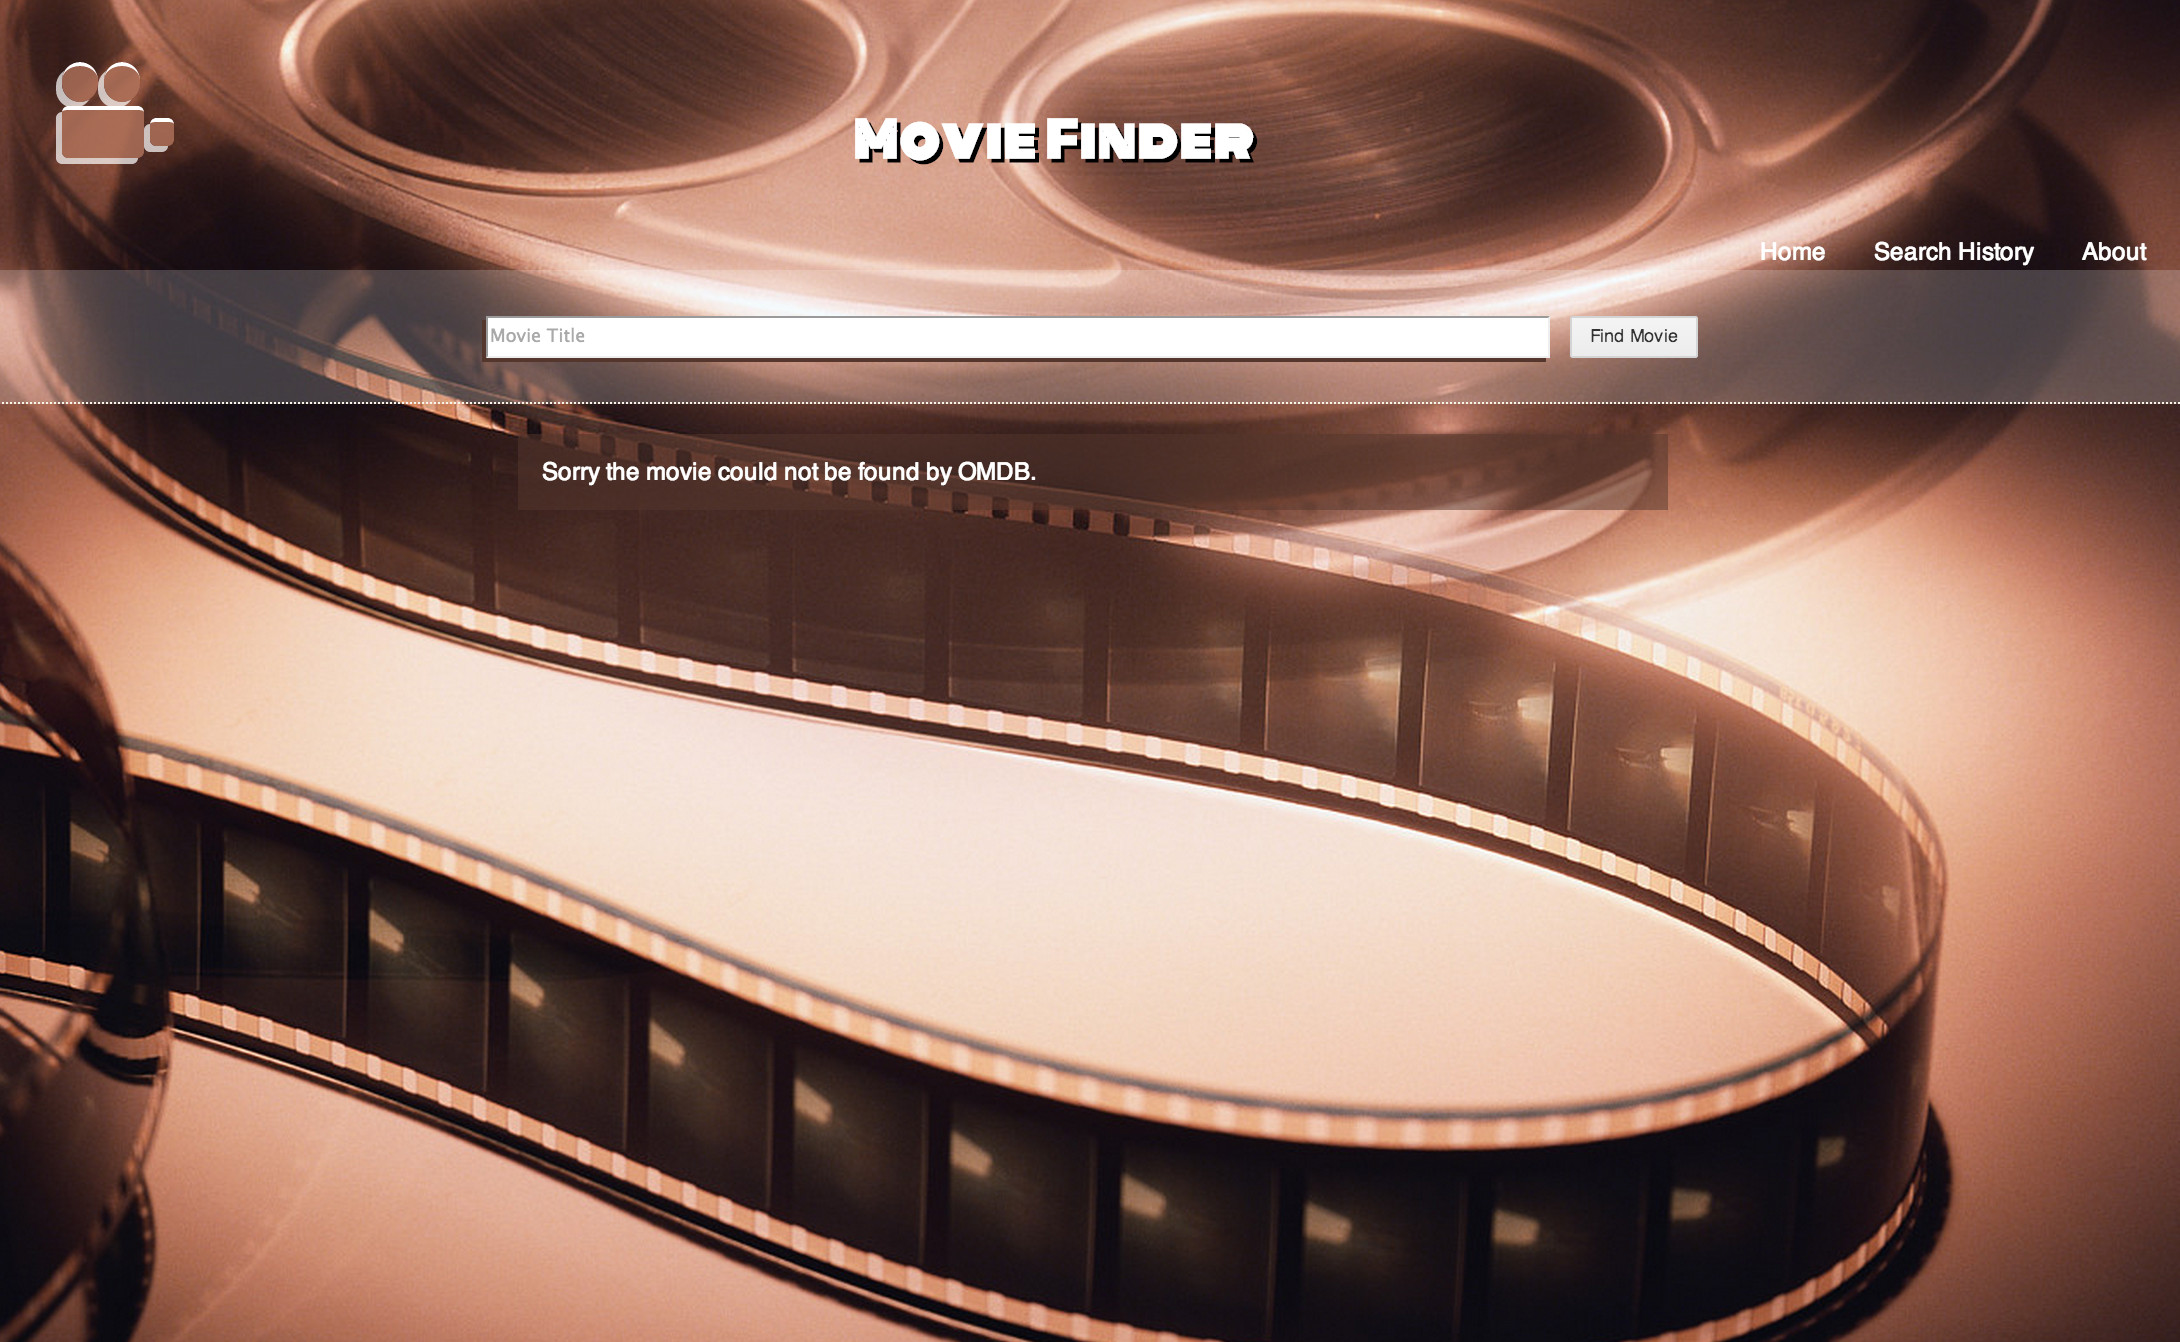 Movie Finder
Home Search History About
Movie Title Find Movie
Sorry the movie could not be found by OMDB.